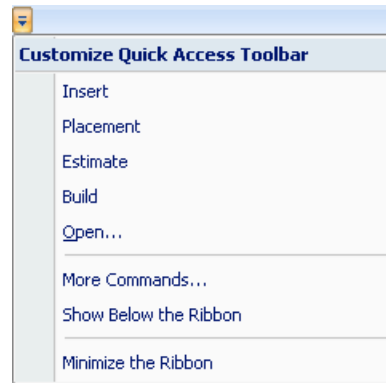 Customize Quick Access Toolbar
Insert
Placement
Estimate
Build
Open...
More Commands...
Show Below the Ribbon
Minimize the Ribbon